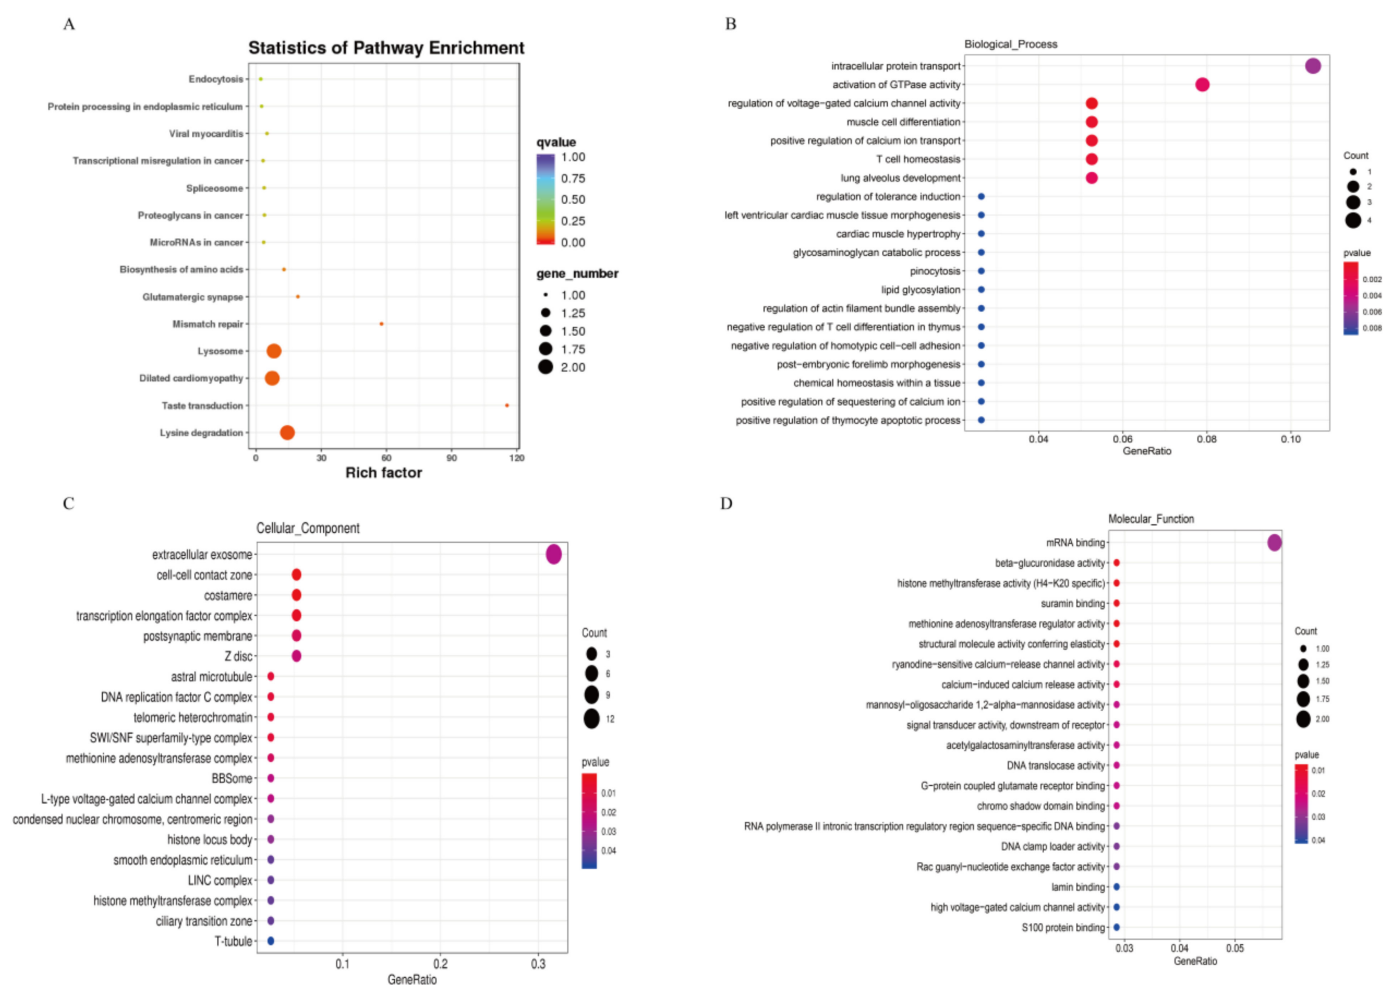 A
Statistics of Pathway Enrichment
Endocytosis
Protein processing in endoplasmic reticulum
Viral myocarditis
Transcriptional misregulation in cancer
Spliceosome
Proteoglycans in cancer
MicroRNAs in cancer
Biosynthesis of amino acids
Glutamatergic synapse
Mismatch repair
Lysosome
Dilated cardiomyopathy
Taste transduction
Lysine degradation
0 30 60 90 120
Rich factor
qvalue
1.00
0.75
0.50
0.25
0.00
gene_number
1.00
1.25
1.50
1.75
2.00
B
Biological_Process
intracellular protein transport
activation of GTPase activity
regulation of voltage-gated calcium channel activity
muscle cell differentiation
positive regulation of calcium ion transport
T cell homeostasis
lung alveolus development
regulation of tolerance induction
left ventricular cardiac muscle tissue morphogenesis
cardiac muscle hypertrophy
glycosaminoglycan catabolic process
pinocytosis
lipid glycosylation
regulation of actin filament bundle assembly
negative regulation of T cell differentiation in thymus
negative regulation of homotypic cell-cell adhesion
post-embryonic forelimb morphogenesis
chemical homeostasis within a tissue
positive regulation of sequestering of calcium ion
positive regulation of thymocyte apoptotic process
0.04 0.06 0.08 0.10
GeneRatio
Count
1
2
3
4
pvalue
0.002
0.004
0.006
0.008
C
Cellular_Component
extracellular exosome
cell-cell contact zone
costamere
transcription elongation factor complex
postsynaptic membrane
Z disc
astral microtubule
DNA replication factor C complex
telomeric heterochromatin
SWI/SNF superfamily-type complex
methionine adenosyltransferase complex
BBSome
L-type voltage-gated calcium channel complex
condensed nuclear chromosome, centromeric region
histone locus body
smooth endoplasmic reticulum
LINC complex
histone methyltransferase complex
ciliary transition zone
T-tubule
0.1 0.2 0.3
GeneRatio
Count
3
6
9
12
pvalue
0.01
0.02
0.03
0.04
D
Molecular_Function
mRNA binding
beta-glucuronidase activity
histone methyltransferase activity (H4-K20 specific)
suramin binding
methionine adenosyltransferase regulator activity
structural molecule activity conferring elasticity
ryanodine-sensitive calcium-release channel activity
calcium-induced calcium release activity
mannosyl-oligosaccharide 1,2-alpha-mannosidase activity
signal transducer activity, downstream of receptor
acetylgalactosaminyltransferase activity
DNA translocase activity
G-protein coupled glutamate receptor binding
chromo shadow domain binding
RNA polymerase II intronic transcription regulatory region sequence-specific DNA binding
DNA clamp loader activity
Rac guanyl-nucleotide exchange factor activity
lamin binding
high voltage-gated calcium channel activity
S100 protein binding
0.03 0.04 0.05
GeneRatio
Count
1.00
1.25
1.50
1.75
2.00
pvalue
0.01
0.02
0.03
0.04